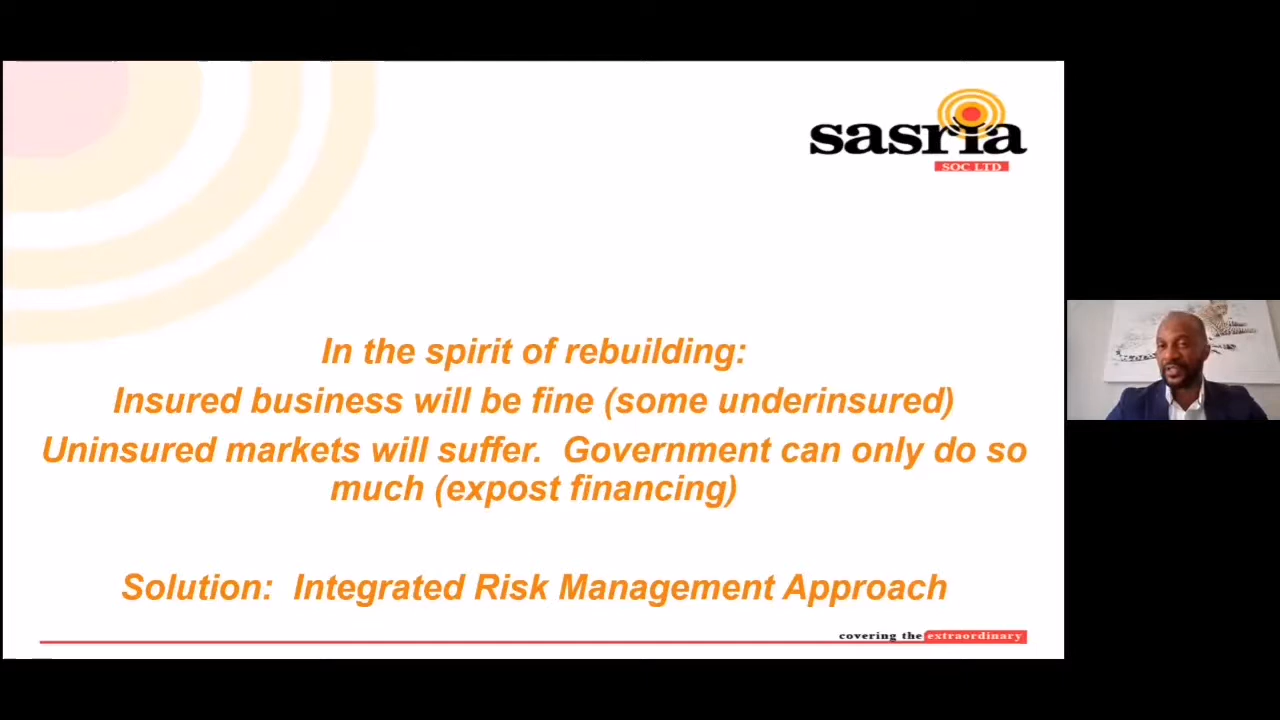 sasria
SOC LTD
In the spirit of rebuilding:
Insured business will be fine (some underinsured)
Uninsured markets will suffer.  Government can only do so
much (expost financing)
Solution:  Integrated Risk Management Approach
covering the extraordinary